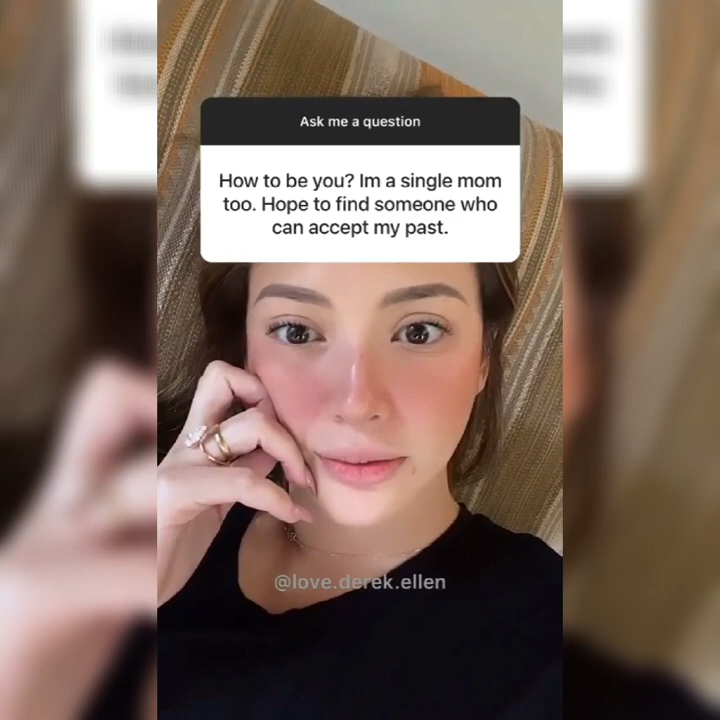 Ask me a question
How to be you? Im a single mom
too. Hope to find someone who
can accept my past.
@love.derek.ellen